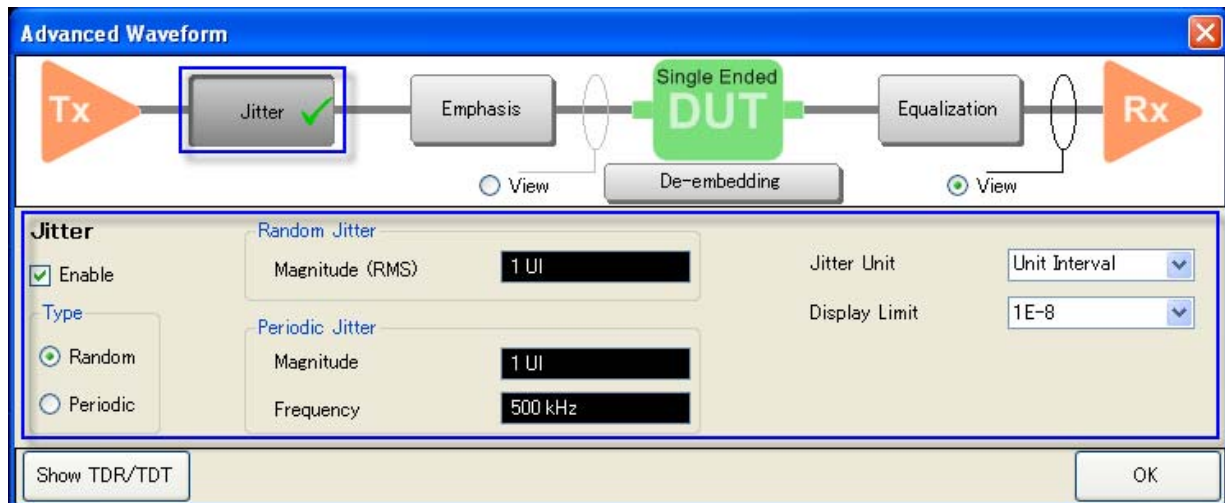 Advanced Waveform
Tx
Jitter
Emphasis
Single Ended
DUT
Equalization
Rx
View
De-embedding
View
Jitter
Enable
Type
Random
Periodic
Random Jitter
Magnitude (RMS)
1 UI
Periodic Jitter
Magnitude
1 UI
Frequency
500 kHz
Jitter Unit
Unit Interval
Display Limit
1E-8
Show TDR/TDT
OK